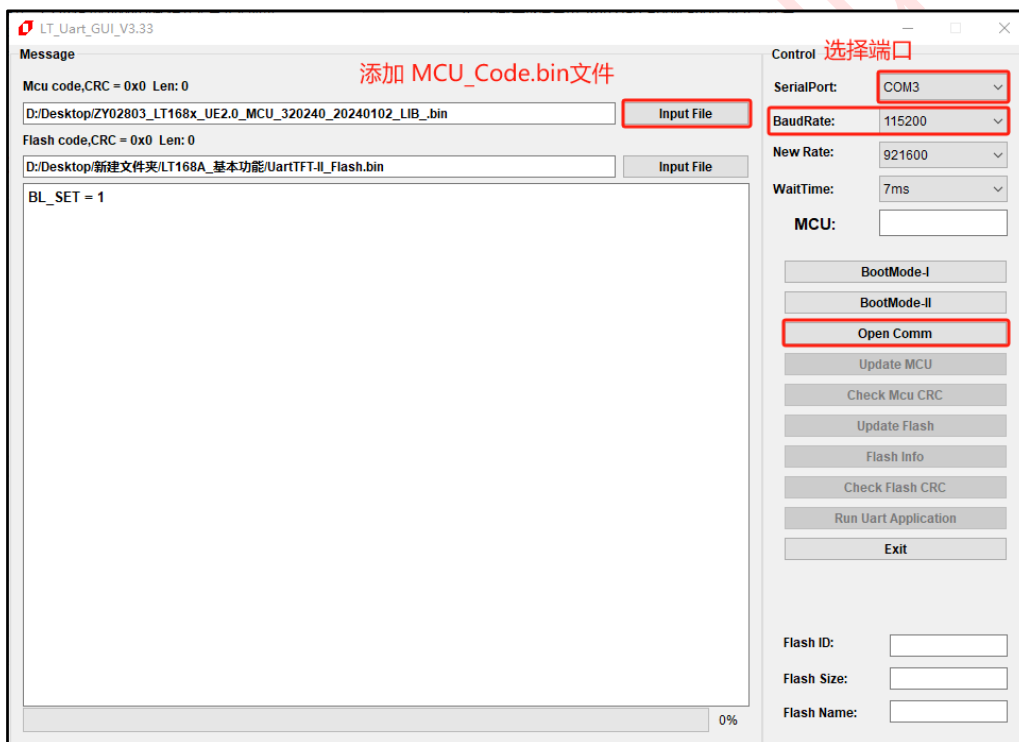 LT_Uart_GUI_V3.33
Message
Mcu code,CRC = 0x0 Len: 0
添加 MCU_Code.bin文件
D:/Desktop/ZY02803_LT168x_UE2.0_MCU_320240_20240102_LIB_.bin
Input File
Flash code,CRC = 0x0 Len: 0
D:/Desktop/新建文件夹/LT168A_基本功能/UartTFT-II_Flash.bin
Input File
BL_SET = 1
0%
Control
选择端口
SerialPort: COM3
BaudRate: 115200
New Rate: 921600
WaitTime: 7ms
MCU:
BootMode-I
BootMode-II
Open Comm
Update MCU
Check Mcu CRC
Update Flash
Flash Info
Check Flash CRC
Run Uart Application
Exit
Flash ID:
Flash Size:
Flash Name: